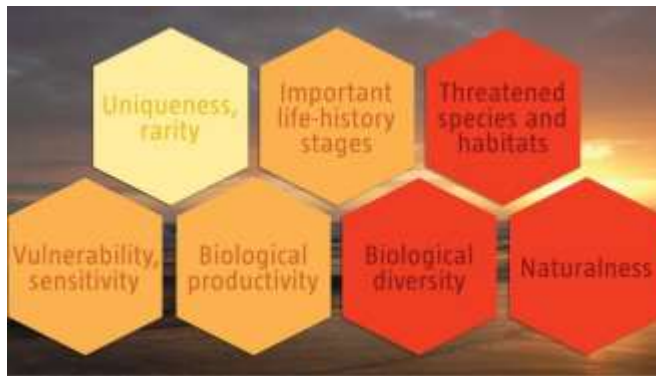 Uniqueness,
rarity
Important
life-history
stages
Threatened
species and
habitats
Vulnerability,
sensitivity
Biological
productivity
Biological
diversity
Naturalness